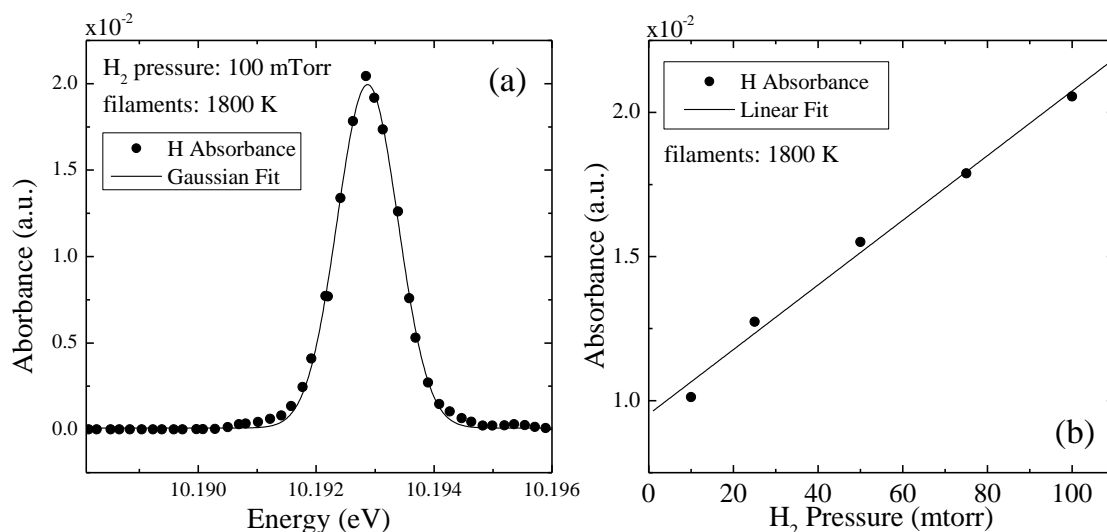 x10⁻²
(a)
H₂ pressure: 100 mTorr
filaments: 1800 K
H Absorbance
Gaussian Fit
2.0
1.5
1.0
0.5
0.0
Aborbance (a.u.)
10.190
10.192
10.194
10.196
Energy (eV)
x10⁻²
H Absorbance
Linear Fit
filaments: 1800 K
2.0
1.5
1.0
Absorbance (a.u.)
(b)
0
20
40
60
80
100
H₂ Pressure (mtorr)